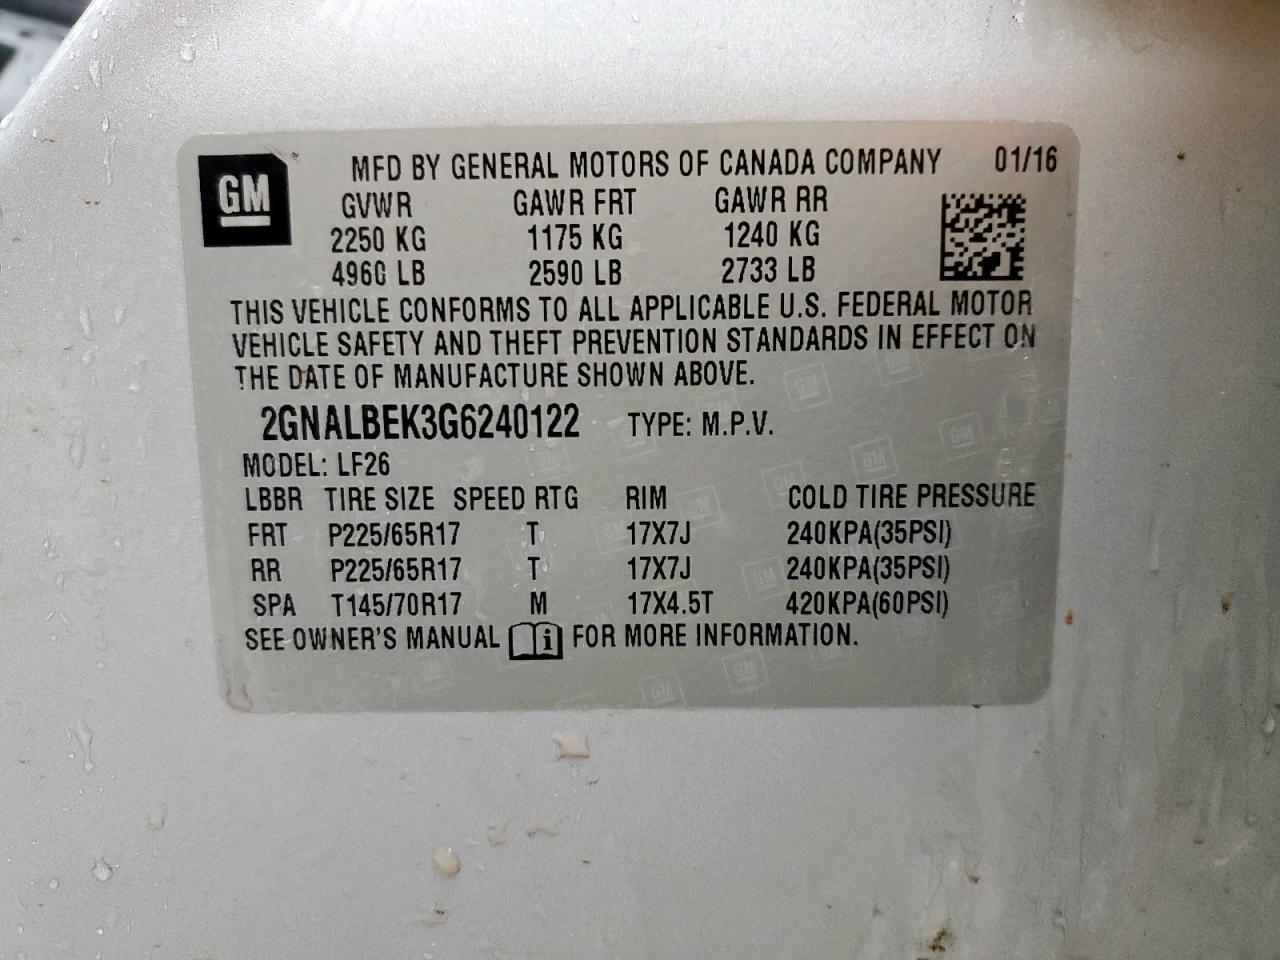 GM
MFD BY GENERAL MOTORS OF CANADA COMPANY 01/16
GVWR GAWR FRT GAWR RR
2250 KG 1175 KG 1240 KG
4960 LB 2590 LB 2733 LB
THIS VEHICLE CONFORMS TO ALL APPLICABLE U.S. FEDERAL MOTOR
VEHICLE SAFETY AND THEFT PREVENTION STANDARDS IN EFFECT ON
THE DATE OF MANUFACTURE SHOWN ABOVE.
2GNALBEK3G6240122 TYPE: M.P.V.
MODEL: LF26
LBBR TIRE SIZE SPEED RTG RIM COLD TIRE PRESSURE
FRT P225/65R17 T 17X7J 240KPA(35PSI)
RR P225/65R17 T 17X7J 240KPA(35PSI)
SPA T145/70R17 M 17X4.5T 420KPA(60PSI)
SEE OWNER'S MANUAL i FOR MORE INFORMATION.